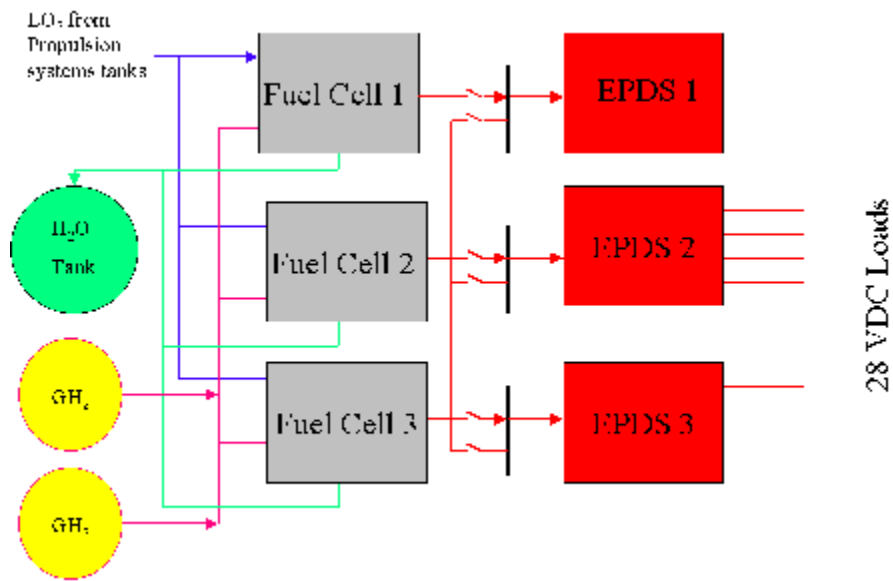 LO₂ from
Propulsion
systems tanks
Fuel Cell 1
EPDS 1
H₂O
Tank
Fuel Cell 2
EPDS 2
28 VDC Loads
GH₂
Fuel Cell 3
EPDS 3
GH₂